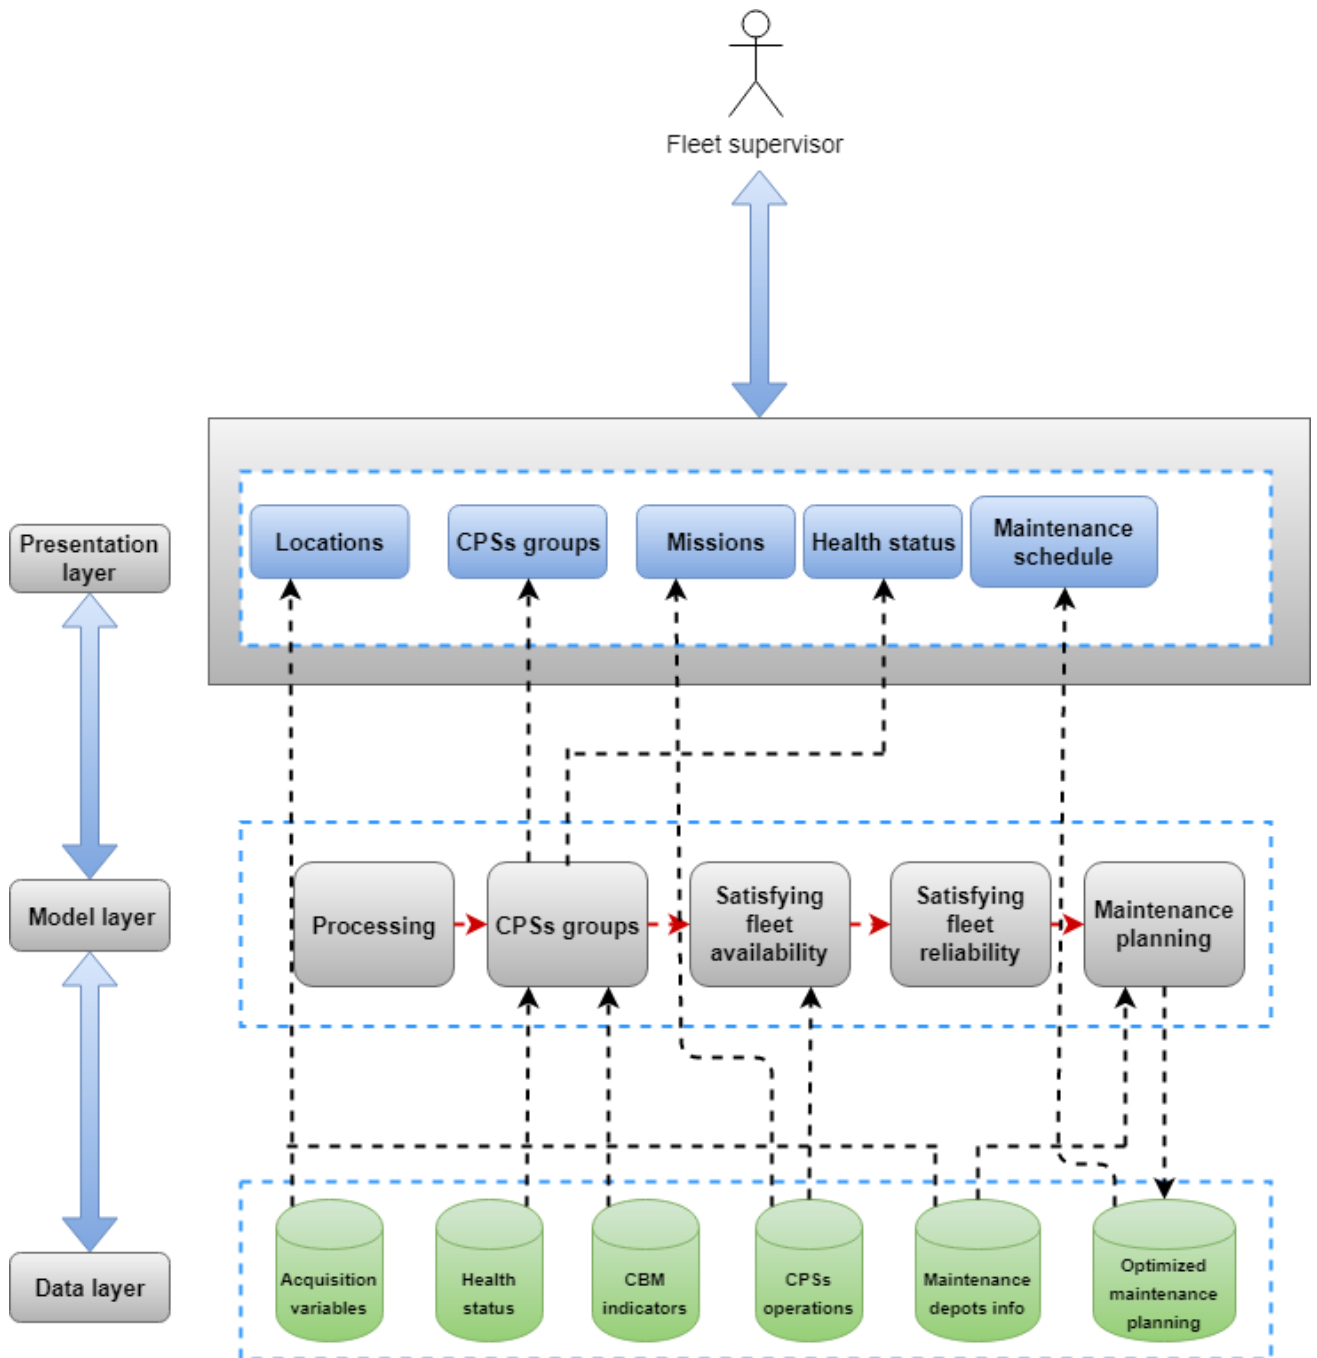 Fleet supervisor
Presentation
layer
Locations
CPSs groups
Missions
Health status
Maintenance
schedule
Model layer
Processing
CPSs groups
Satisfying
fleet
availability
Satisfying
fleet
reliability
Maintenance
planning
Data layer
Acquisition
variables
Health
status
CBM
indicators
CPSs
operations
Maintenance
depots info
Optimized
maintenance
planning